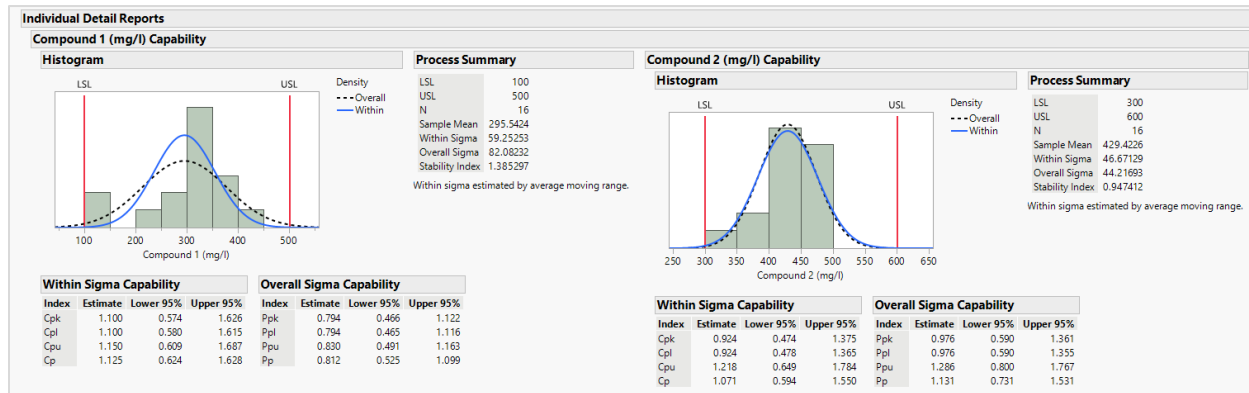 Individual Detail Reports
Compound 1 (mg/l) Capability
Histogram
LSL USL
Density
Overall
Within
100 200 300 400 500
Compound 1 (mg/l)
Process Summary
LSL 100
USL 500
N 16
Sample Mean 295.5424
Within Sigma 59.25253
Overall Sigma 82.08232
Stability Index 1.385297
Within sigma estimated by average moving range.
Within Sigma Capability
Index Estimate Lower 95% Upper 95%
Cpk 1.100 0.574 1.626
Cpl 1.100 0.580 1.615
Cpu 1.150 0.609 1.687
Cp 1.125 0.624 1.628
Overall Sigma Capability
Index Estimate Lower 95% Upper 95%
Ppk 0.794 0.466 1.122
Ppl 0.794 0.465 1.116
Ppu 0.830 0.491 1.163
Pp 0.812 0.525 1.099
Compound 2 (mg/l) Capability
Histogram
LSL USL
Density
Overall
Within
250 300 350 400 450 500 550 600 650
Compound 2 (mg/l)
Process Summary
LSL 300
USL 600
N 16
Sample Mean 429.4226
Within Sigma 46.67129
Overall Sigma 44.21693
Stability Index 0.947412
Within sigma estimated by average moving range.
Within Sigma Capability
Index Estimate Lower 95% Upper 95%
Cpk 0.924 0.474 1.375
Cpl 0.924 0.478 1.365
Cpu 1.218 0.649 1.784
Cp 1.071 0.594 1.550
Overall Sigma Capability
Index Estimate Lower 95% Upper 95%
Ppk 0.976 0.590 1.361
Ppl 0.976 0.590 1.355
Ppu 1.286 0.800 1.767
Pp 1.131 0.731 1.531